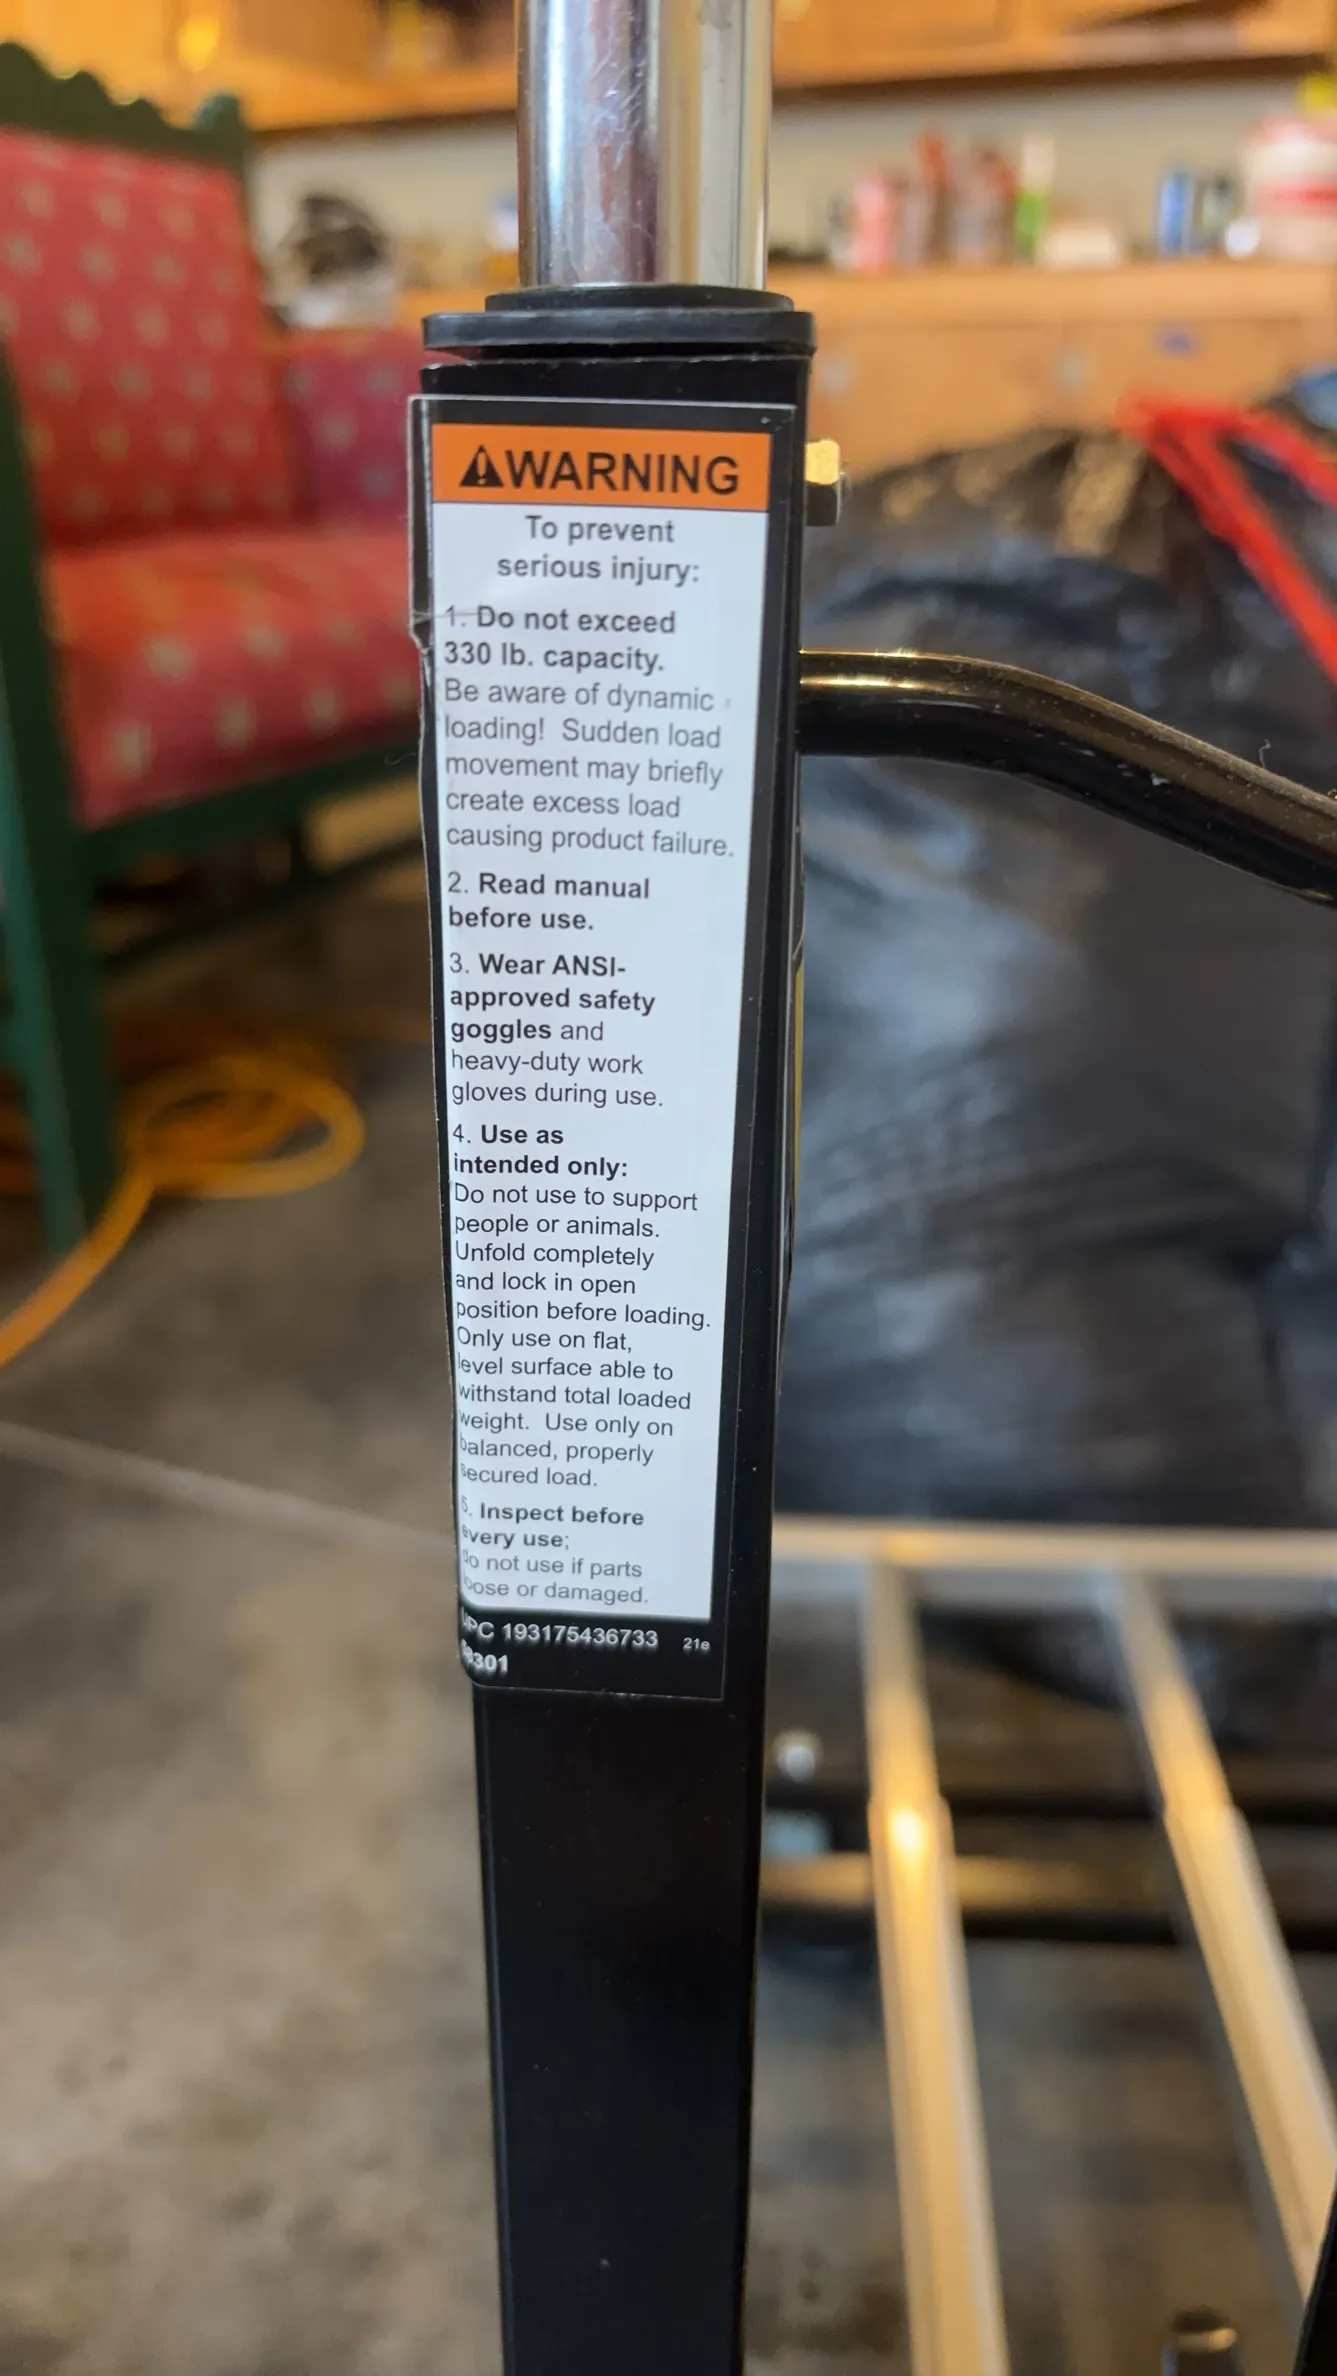 WARNING
To prevent
serious injury:
1. Do not exceed
330 lb. capacity.
Be aware of dynamic
loading!  Sudden load
movement may briefly
create excess load
causing product failure.
2. Read manual
before use.
3. Wear ANSI-
approved safety
goggles and
heavy-duty work
gloves during use.
4. Use as
intended only:
Do not use to support
people or animals.
Unfold completely
and lock in open
position before loading.
Only use on flat,
level surface able to
withstand total loaded
weight.  Use only on
balanced, properly
secured load.
5. Inspect before
every use;
do not use if parts
loose or damaged.
UPC 193175436733 21e